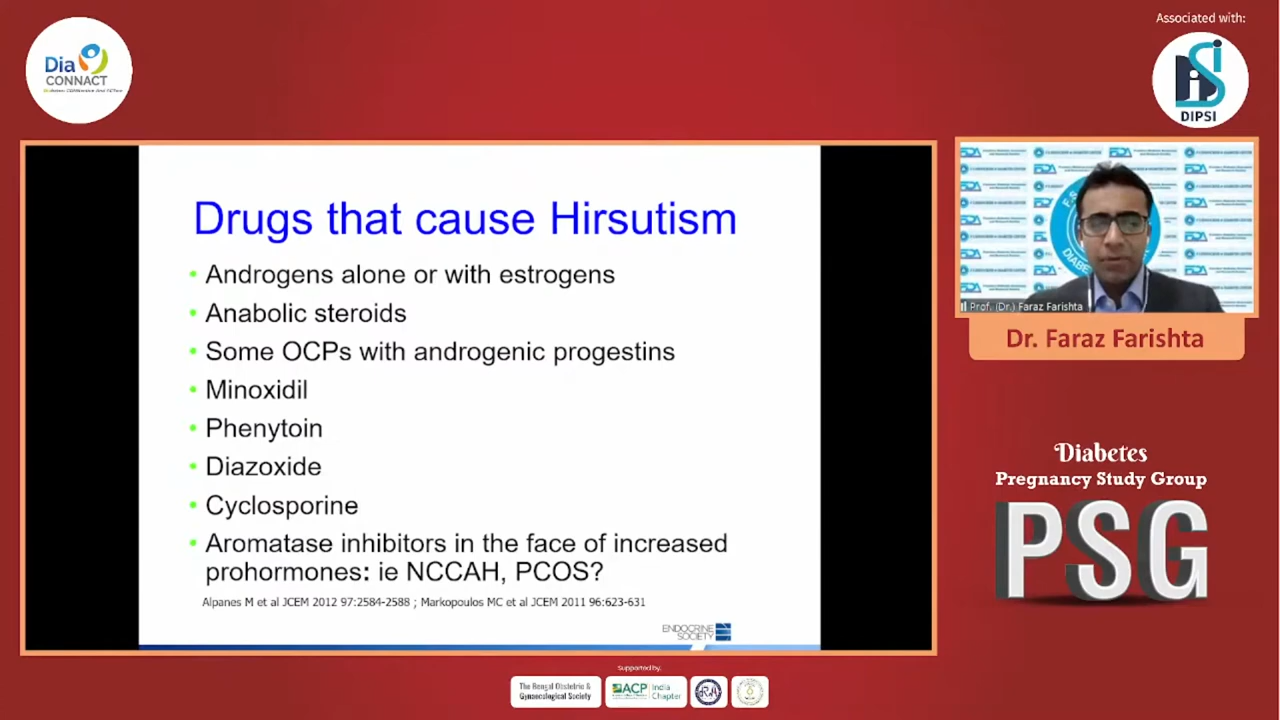 Associated with:
Dia
CONNACT
DIPSI
Drugs that cause Hirsutism
• Androgens alone or with estrogens
• Anabolic steroids
• Some OCPs with androgenic progestins
• Minoxidil
• Phenytoin
• Diazoxide
• Cyclosporine
• Aromatase inhibitors in the face of increased
prohormones: ie NCCAH, PCOS?
Alpanes M et al JCEM 2012 97:2584-2588 ; Markopoulos MC et al JCEM 2011 96:623-631
ENDOCRINE
SOCIETY
Prof. (Dr.) Faraz Farishta
Dr. Faraz Farishta
Diabetes
Pregnancy Study Group
PSG
Supported by:
The Bengal Obstetric &
Gynaecological Society
ACP India
Chapter